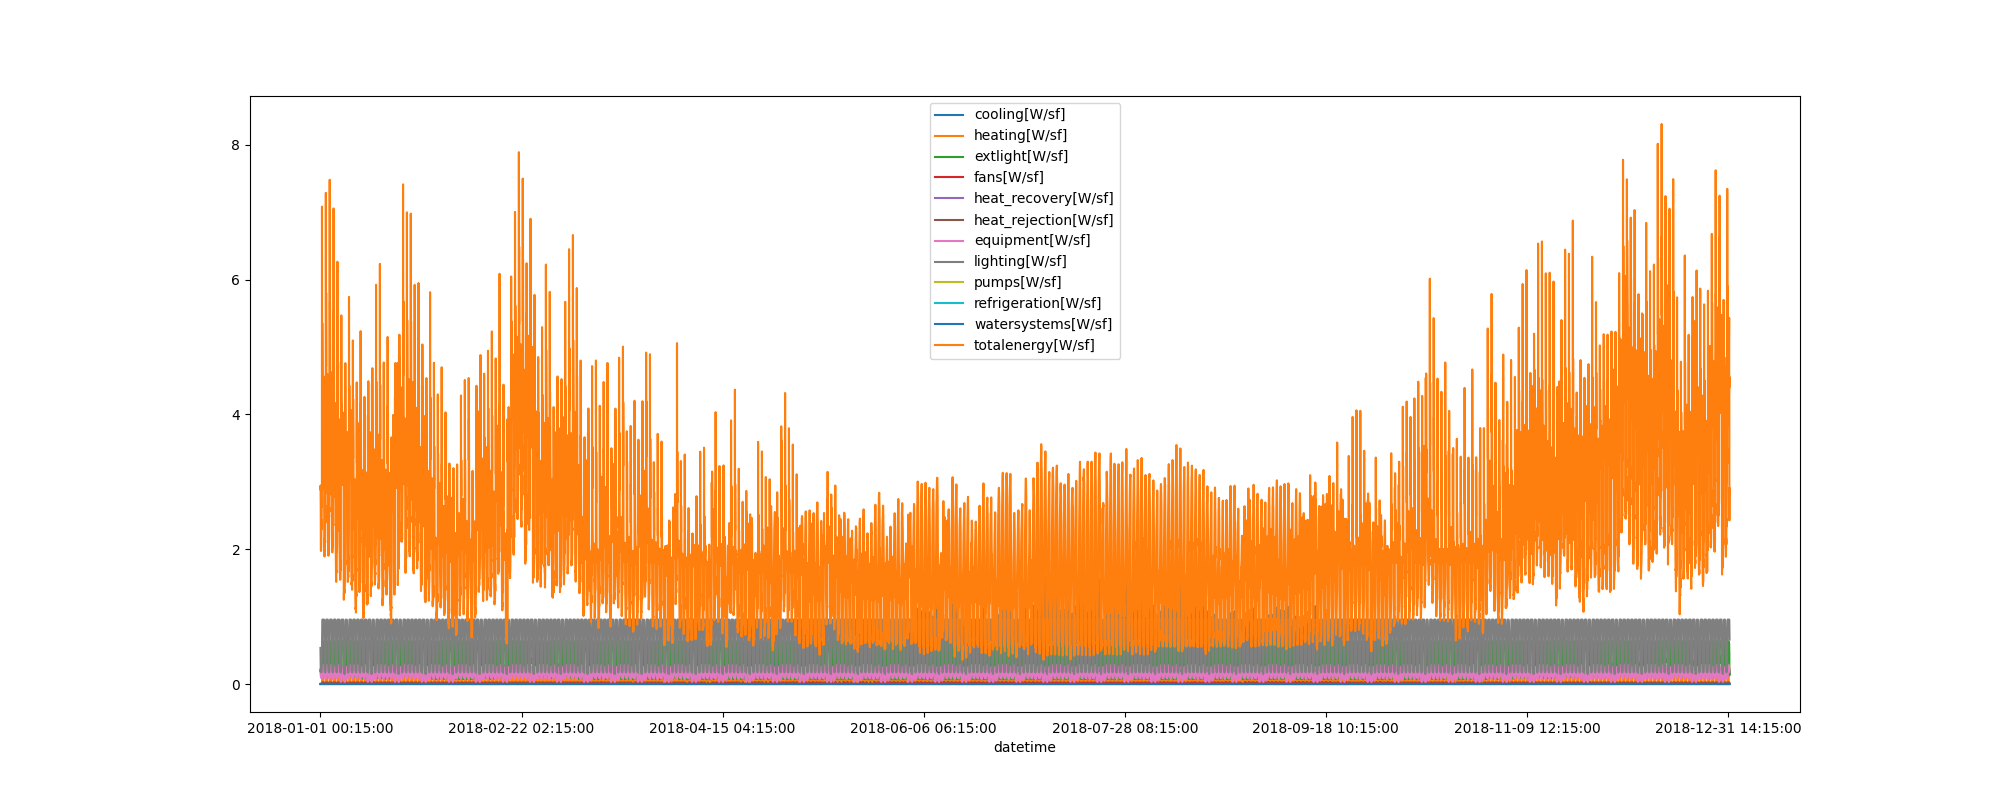 8
6
4
2
0
cooling[W/sf]
heating[W/sf]
extlight[W/sf]
fans[W/sf]
heat_recovery[W/sf]
heat_rejection[W/sf]
equipment[W/sf]
lighting[W/sf]
pumps[W/sf]
refrigeration[W/sf]
watersystems[W/sf]
totalenergy[W/sf]
2018-01-01 00:15:00 2018-02-22 02:15:00 2018-04-15 04:15:00 2018-06-06 06:15:00 2018-07-28 08:15:00 2018-09-18 10:15:00 2018-11-09 12:15:00 2018-12-31 14:15:00
datetime